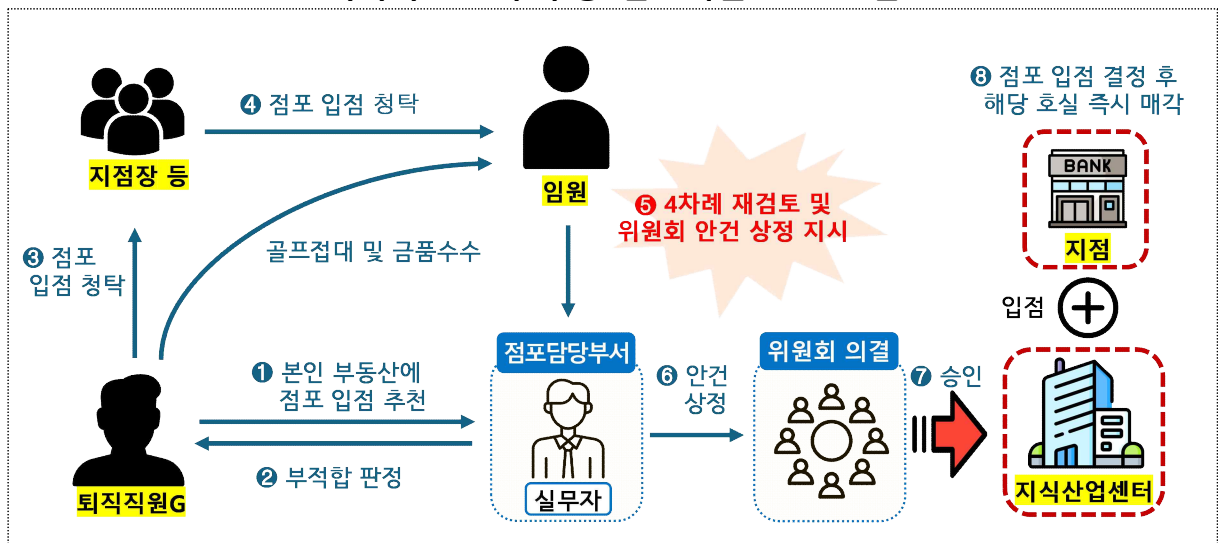 ❹ 점포 입점 청탁
지점장 등
임원
❽ 점포 입점 결정 후
해당 호실 즉시 매각
BANK
지점
❺ 4차례 재검토 및
위원회 안건 상정 지시
❸ 점포
입점 청탁
골프접대 및 금품수수
입점
점포담당부서
위원회 의결
❶ 본인 부동산에
점포 입점 추천
❻ 안건
상정
❼ 승인
❷ 부적합 판정
퇴직직원G
실무자
지식산업센터